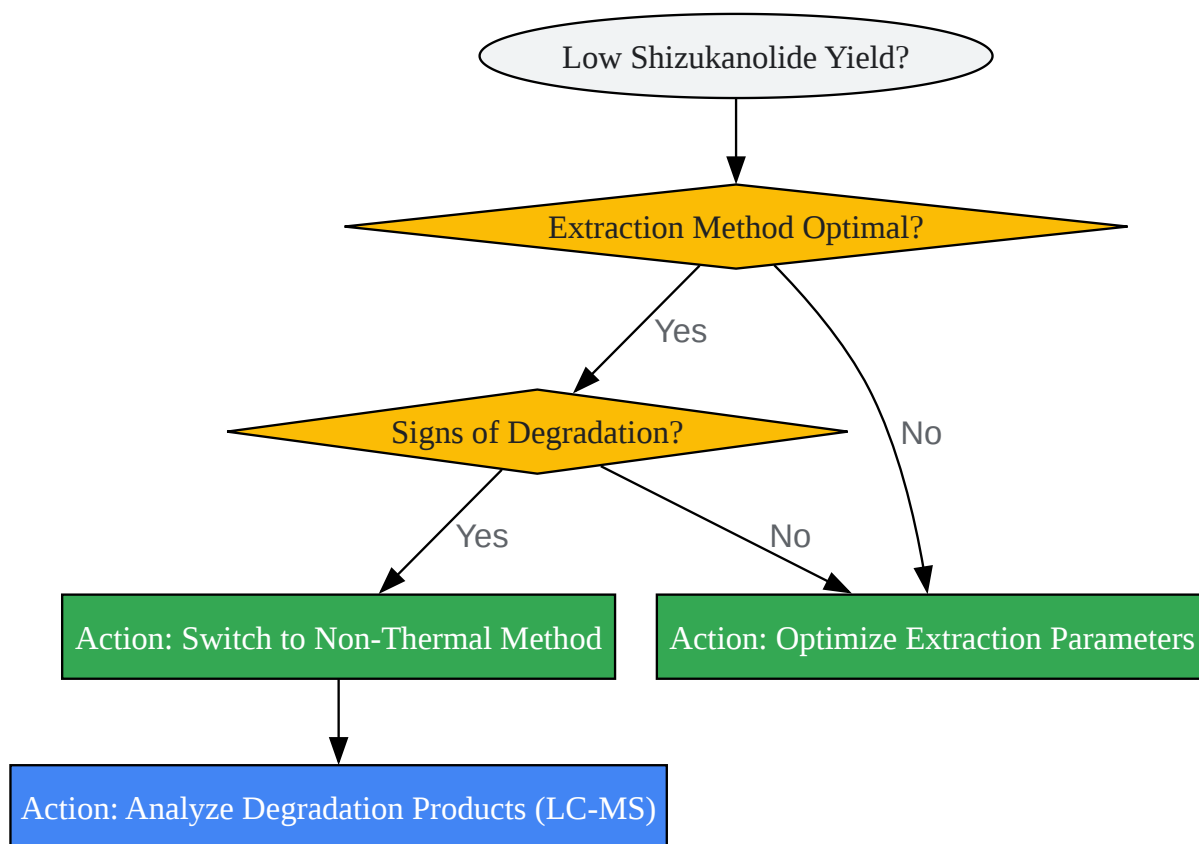 Low Shizukanolide Yield?
Extraction Method Optimal?
Yes
No
Signs of Degradation?
Yes
No
Action: Switch to Non-Thermal Method
Action: Optimize Extraction Parameters
Action: Analyze Degradation Products (LC-MS)